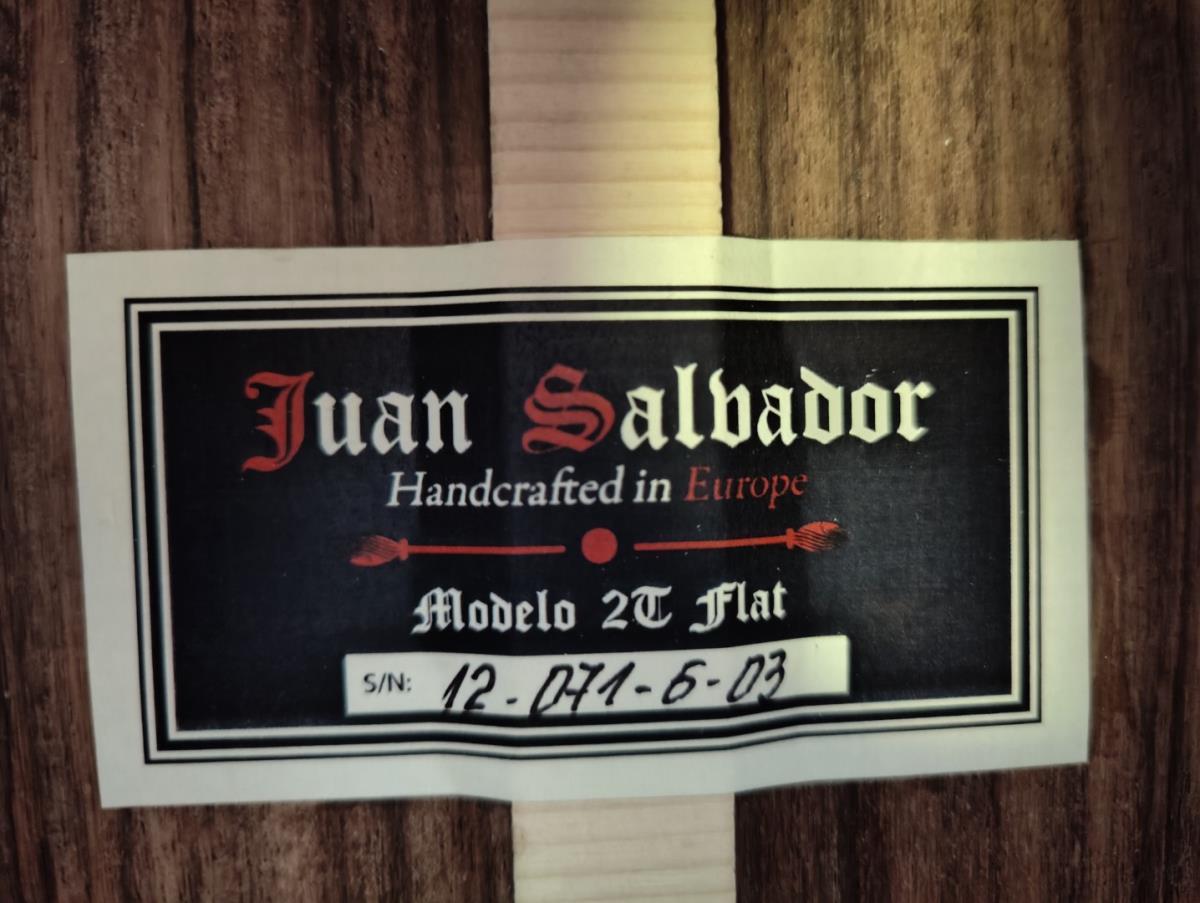 Juan Salvador
Handcrafted in Europe
Modelo 2T Flat
S/N: 12-071-6-03